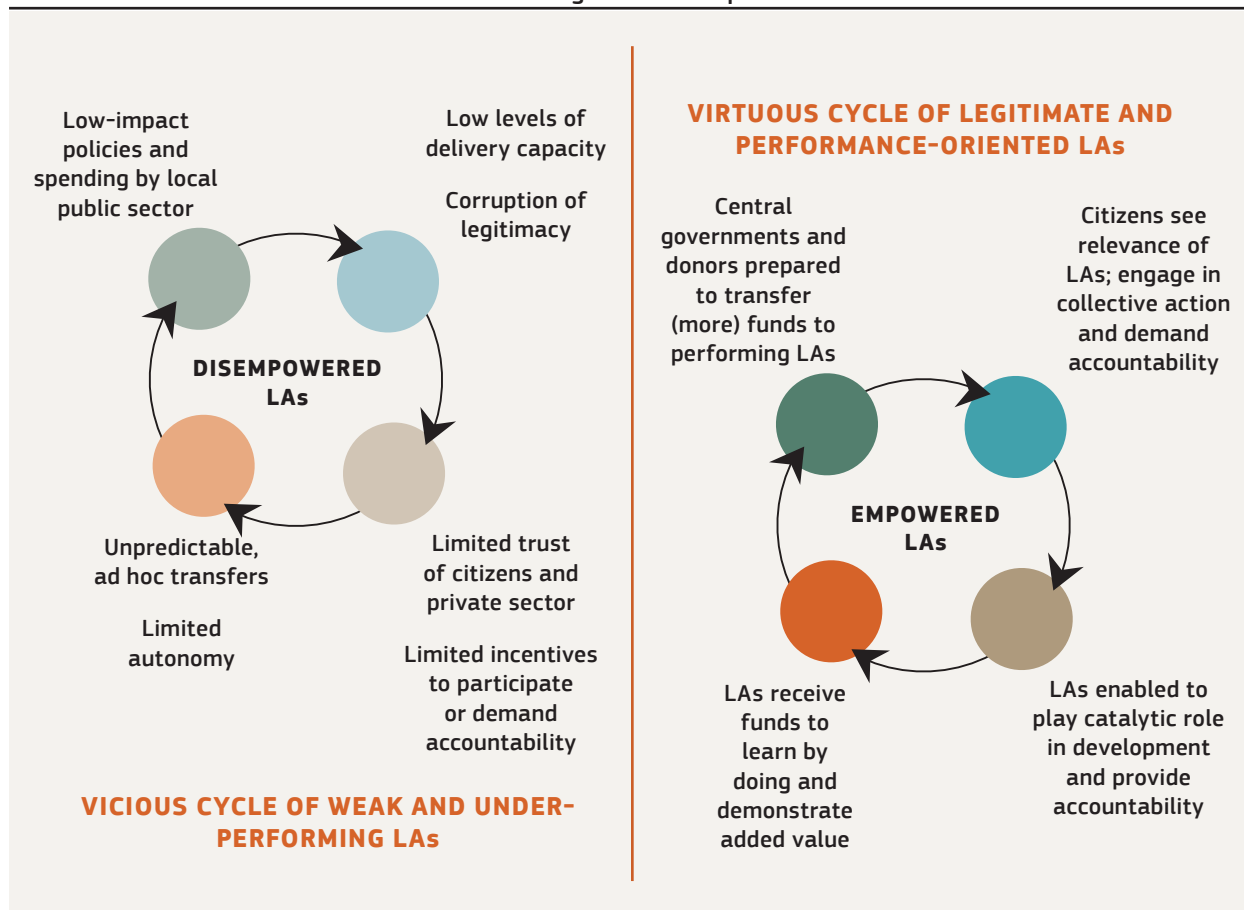 Low-impact
policies and
spending by local
public sector
Low levels of
delivery capacity
Corruption of
legitimacy
DISEMPOWERED
LAs
Unpredictable,
ad hoc transfers
Limited
autonomy
Limited trust
of citizens and
private sector
Limited incentives
to participate
or demand
accountability
VICIOUS CYCLE OF WEAK AND UNDER-
PERFORMING LAs
VIRTUOUS CYCLE OF LEGITIMATE AND
PERFORMANCE-ORIENTED LAs
Central
governments and
donors prepared
to transfer
(more) funds to
performing LAs
Citizens see
relevance of
LAs; engage in
collective action
and demand
accountability
EMPOWERED
LAs
LAs receive
funds to
learn by
doing and
demonstrate
added value
LAs enabled to
play catalytic role
in development
and provide
accountability